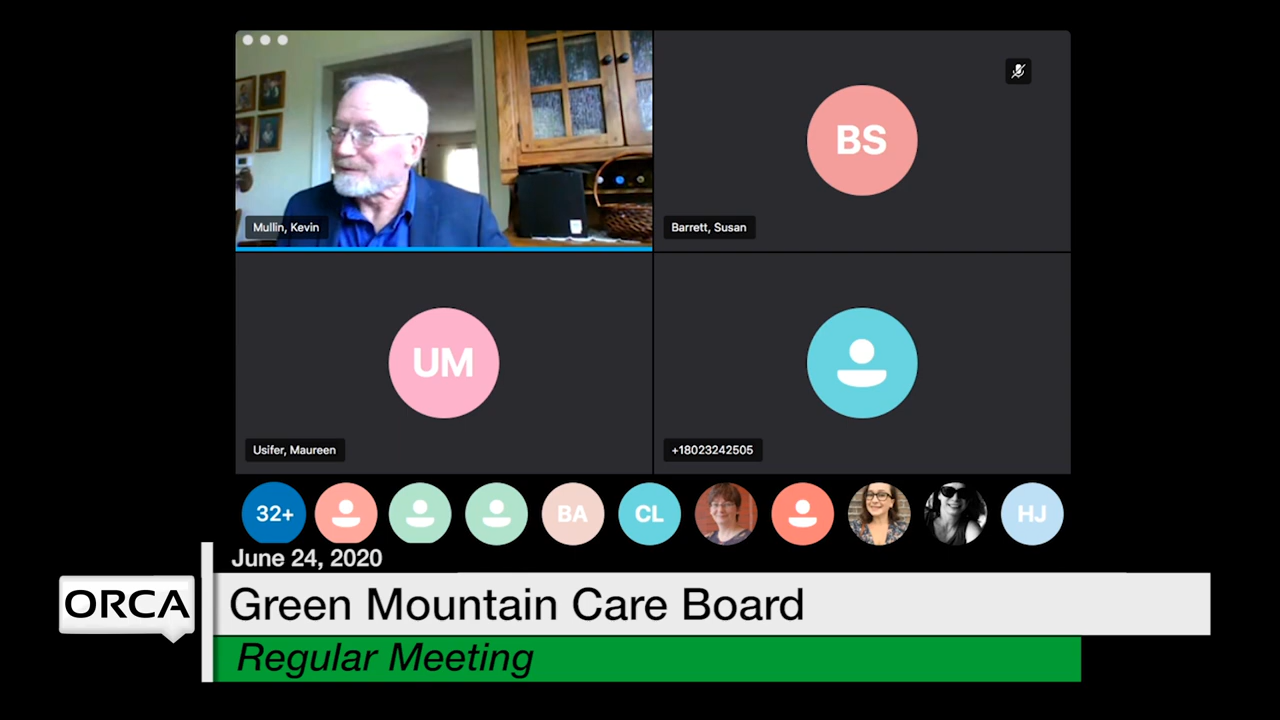 BS
Mullin, Kevin
Barrett, Susan
UM
Usifer, Maureen
+18023242505
32+
BA
CL
HJ
June 24, 2020
ORCA
Green Mountain Care Board
Regular Meeting